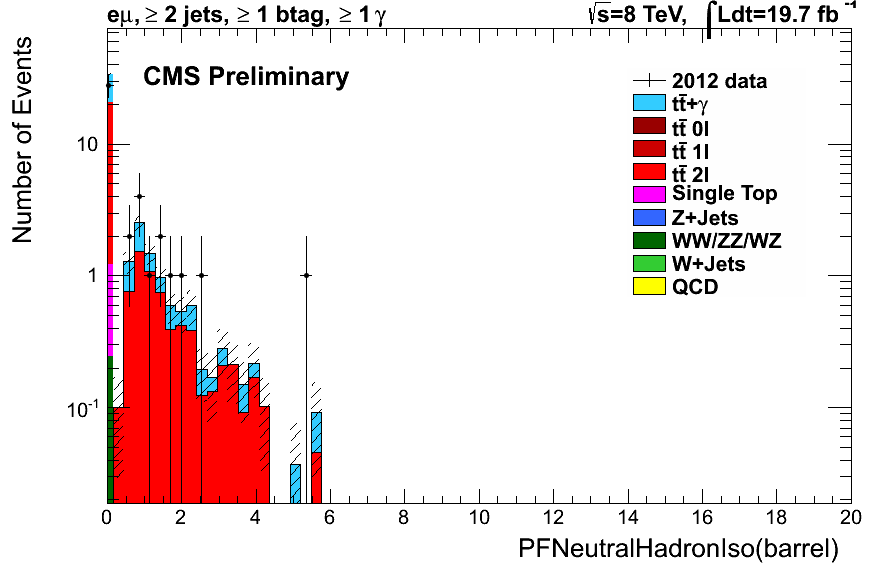 eμ, ≥ 2 jets, ≥ 1 btag, ≥ 1 γ
√s=8 TeV, ∫Ldt=19.7 fb⁻¹
CMS Preliminary
2012 data
tt̄+γ
tt̄ 0l
tt̄ 1l
tt̄ 2l
Single Top
Z+Jets
WW/ZZ/WZ
W+Jets
QCD
Number of Events
10
1
10⁻¹
0 2 4 6 8 10 12 14 16 18 20
PFNeutralHadronIso(barrel)